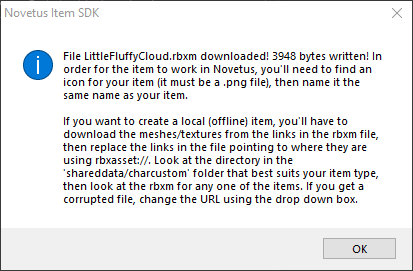 Novetus Item SDK
File LittleFluffyCloud.rbxm downloaded! 3948 bytes written! In
order for the item to work in Novetus, you'll need to find an
icon for your item (it must be a .png file), then name it the
same name as your item.
If you want to create a local (offline) item, you'll have to
download the meshes/textures from the links in the rbxm file,
then replace the links in the file pointing to where they are
using rbxasset://. Look at the directory in the
'shareddata/charcustom' folder that best suits your item type,
then look at the rbxm for any one of the items. If you get a
corrupted file, change the URL using the drop down box.
OK